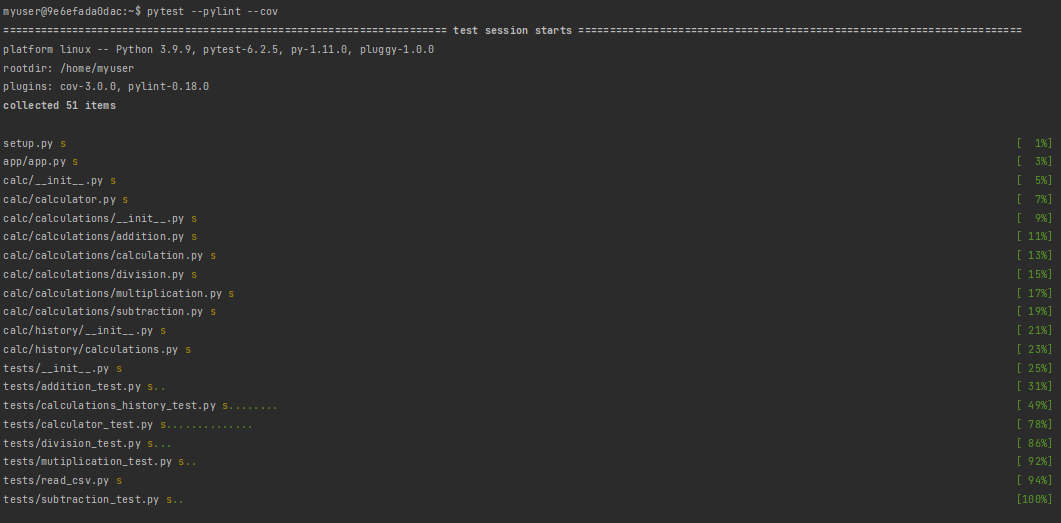 myuser@9e6efada0dac:~$ pytest --pylint --cov
======================================================================= test session starts =======================================================================
platform linux -- Python 3.9.9, pytest-6.2.5, py-1.11.0, pluggy-1.0.0
rootdir: /home/myuser
plugins: cov-3.0.0, pylint-0.18.0
collected 51 items
setup.py s [  1%]
app/app.py s [  3%]
calc/__init__.py s [  5%]
calc/calculator.py s [  7%]
calc/calculations/__init__.py s [  9%]
calc/calculations/addition.py s [ 11%]
calc/calculations/calculation.py s [ 13%]
calc/calculations/division.py s [ 15%]
calc/calculations/multiplication.py s [ 17%]
calc/calculations/subtraction.py s [ 19%]
calc/history/__init__.py s [ 21%]
calc/history/calculations.py s [ 23%]
tests/__init__.py s [ 25%]
tests/addition_test.py s.. [ 31%]
tests/calculations_history_test.py s........ [ 49%]
tests/calculator_test.py s.............. [ 78%]
tests/division_test.py s... [ 86%]
tests/mutiplication_test.py s.. [ 92%]
tests/read_csv.py s [ 94%]
tests/subtraction_test.py s.. [100%]